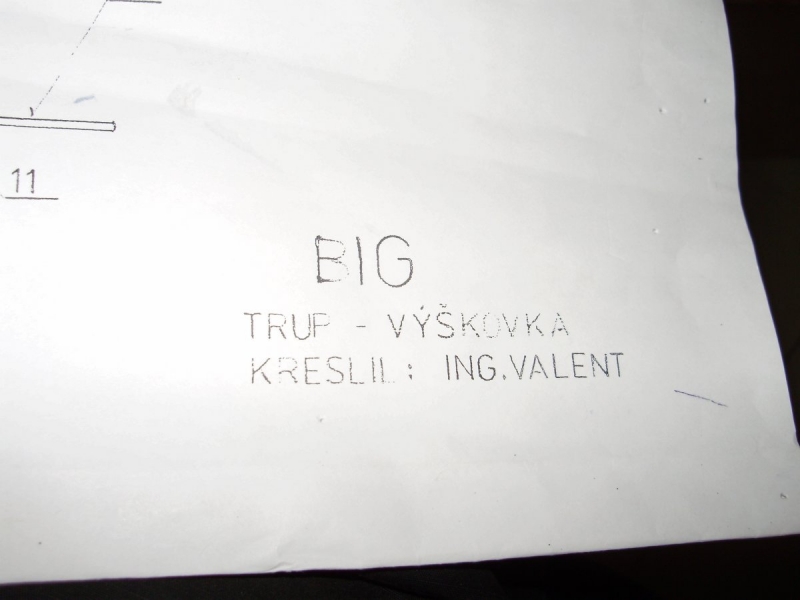 11
BIG
TRUP - VÝŠKOVKA
KRESLIL: ING.VALENT